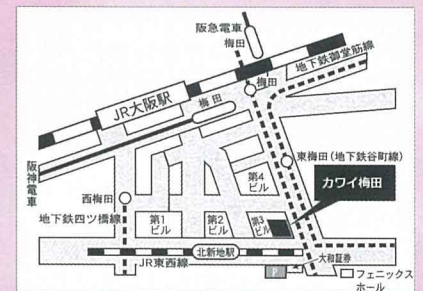 阪急電車
梅田
地下鉄御堂筋線
梅田
JR大阪駅
梅田
阪神電車
東梅田(地下鉄谷町線)
西梅田
第4
ビル
カワイ梅田
地下鉄四ツ橋線
第1
ビル
第2
ビル
第3
ビル
北新地駅
JR東西線
大和証券
P
フェニックス
ホール